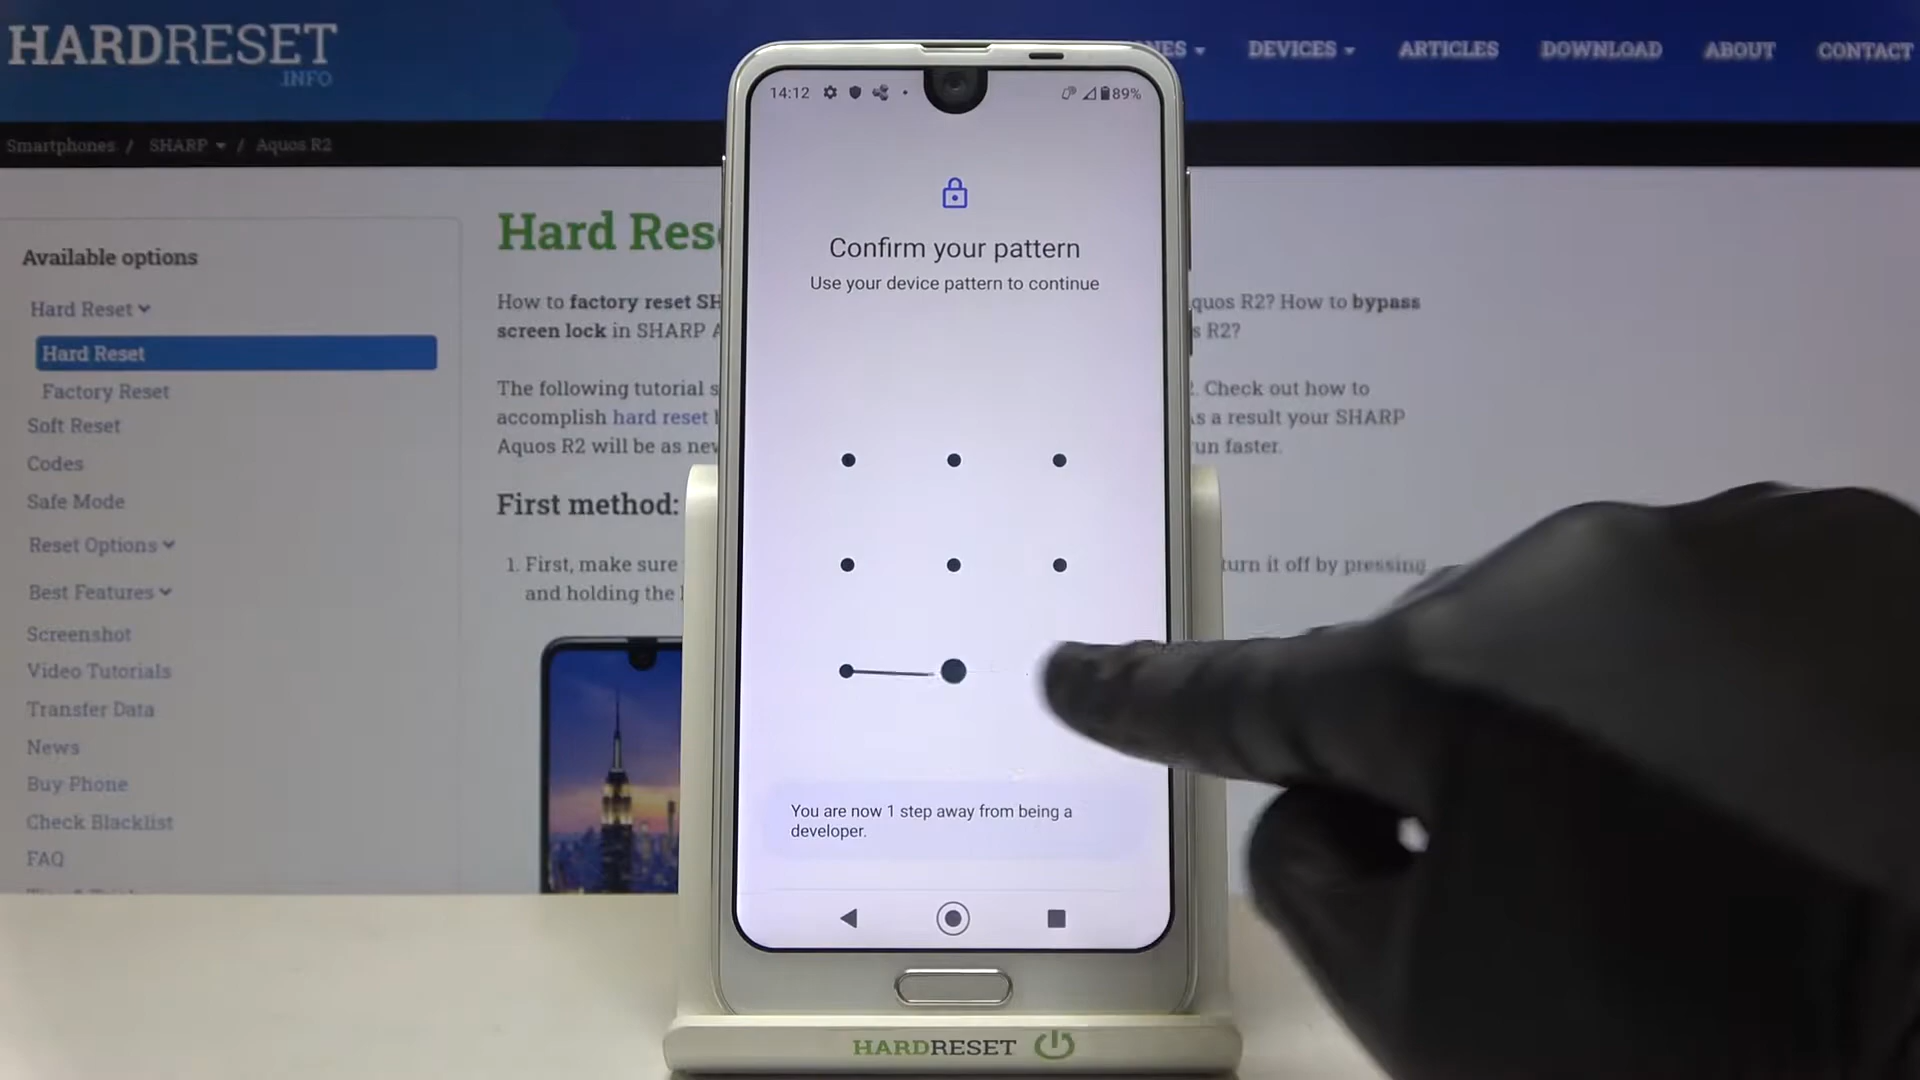 HARDRESET
.INFO
DEVICES
ARTICLES
DOWNLOAD
ABOUT
CONTACT
Smartphones / SHARP / Aquos R2
Available options
Hard Reset
Hard Reset
Factory Reset
Soft Reset
Codes
Safe Mode
Reset Options
Best Features
Screenshot
Video Tutorials
Transfer Data
News
Buy Phone
Check Blacklist
FAQ
Hard
How to factory reset
quos R2? How to bypass
screen lock in SHARP
R2?
The following tutorial
Check out how to
accomplish hard reset
s a result your SHARP
Aquos R2 will be as
un faster.
First method:
1. First, make sure
turn it off by pressing
and holding the
14:12
89%
Confirm your pattern
Use your device pattern to continue
You are now 1 step away from being a
developer.
HARDRESET